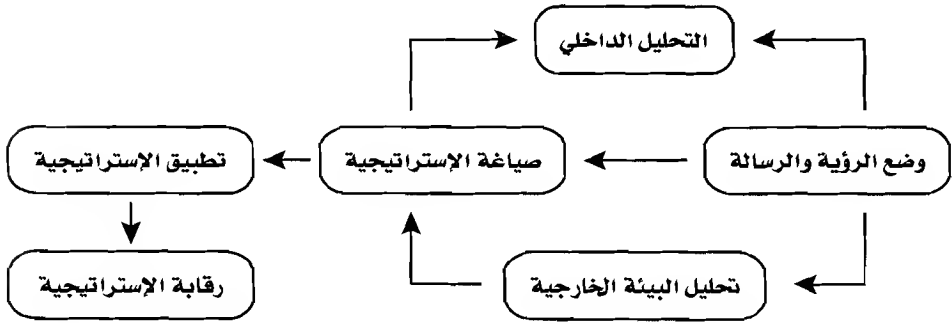 التحليل الداخلي
وضع الرؤية والرسالة
صياغة الإستراتيجية
تطبيق الإستراتيجية
تحليل البيئة الخارجية
رقابة الإستراتيجية